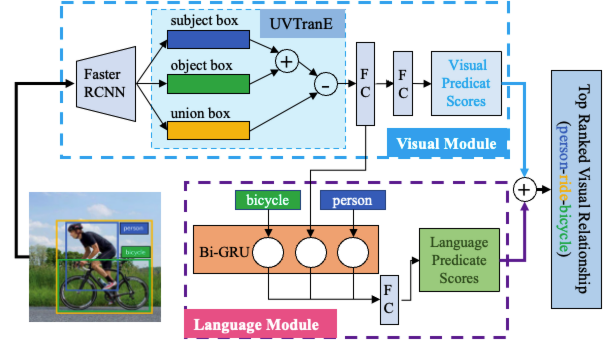 subject box
UVTranE
object box
union box
Faster
RCNN
+
-
F
C
F
C
Visual
Predicat
Scores
Visual Module
+
Top Ranked Visual Relationship
(person-ride-bicycle)
person
bicycle
bicycle
person
Bi-GRU
F
C
Language
Predicate
Scores
Language Module